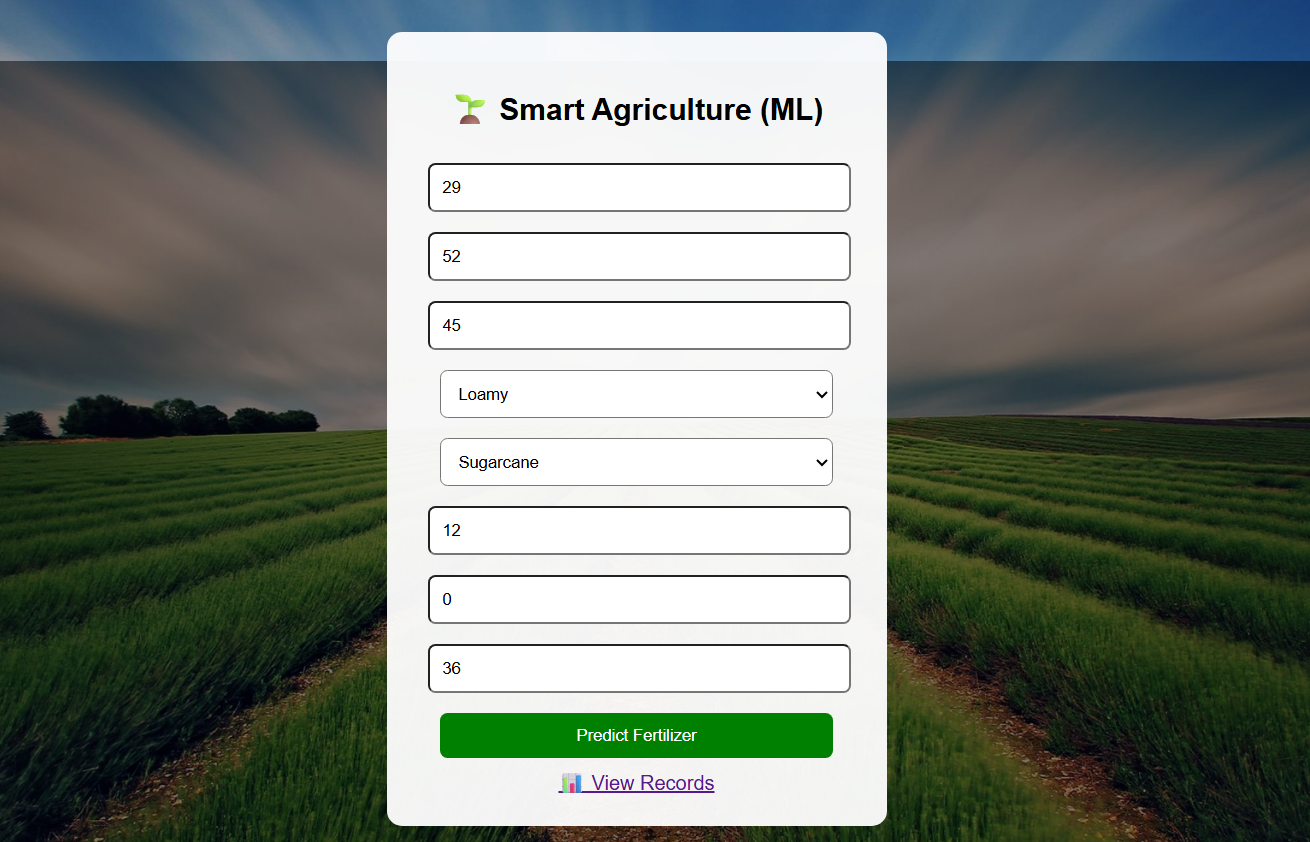 Smart Agriculture (ML)
29
52
45
Loamy
Sugarcane
12
0
36
Predict Fertilizer
View Records